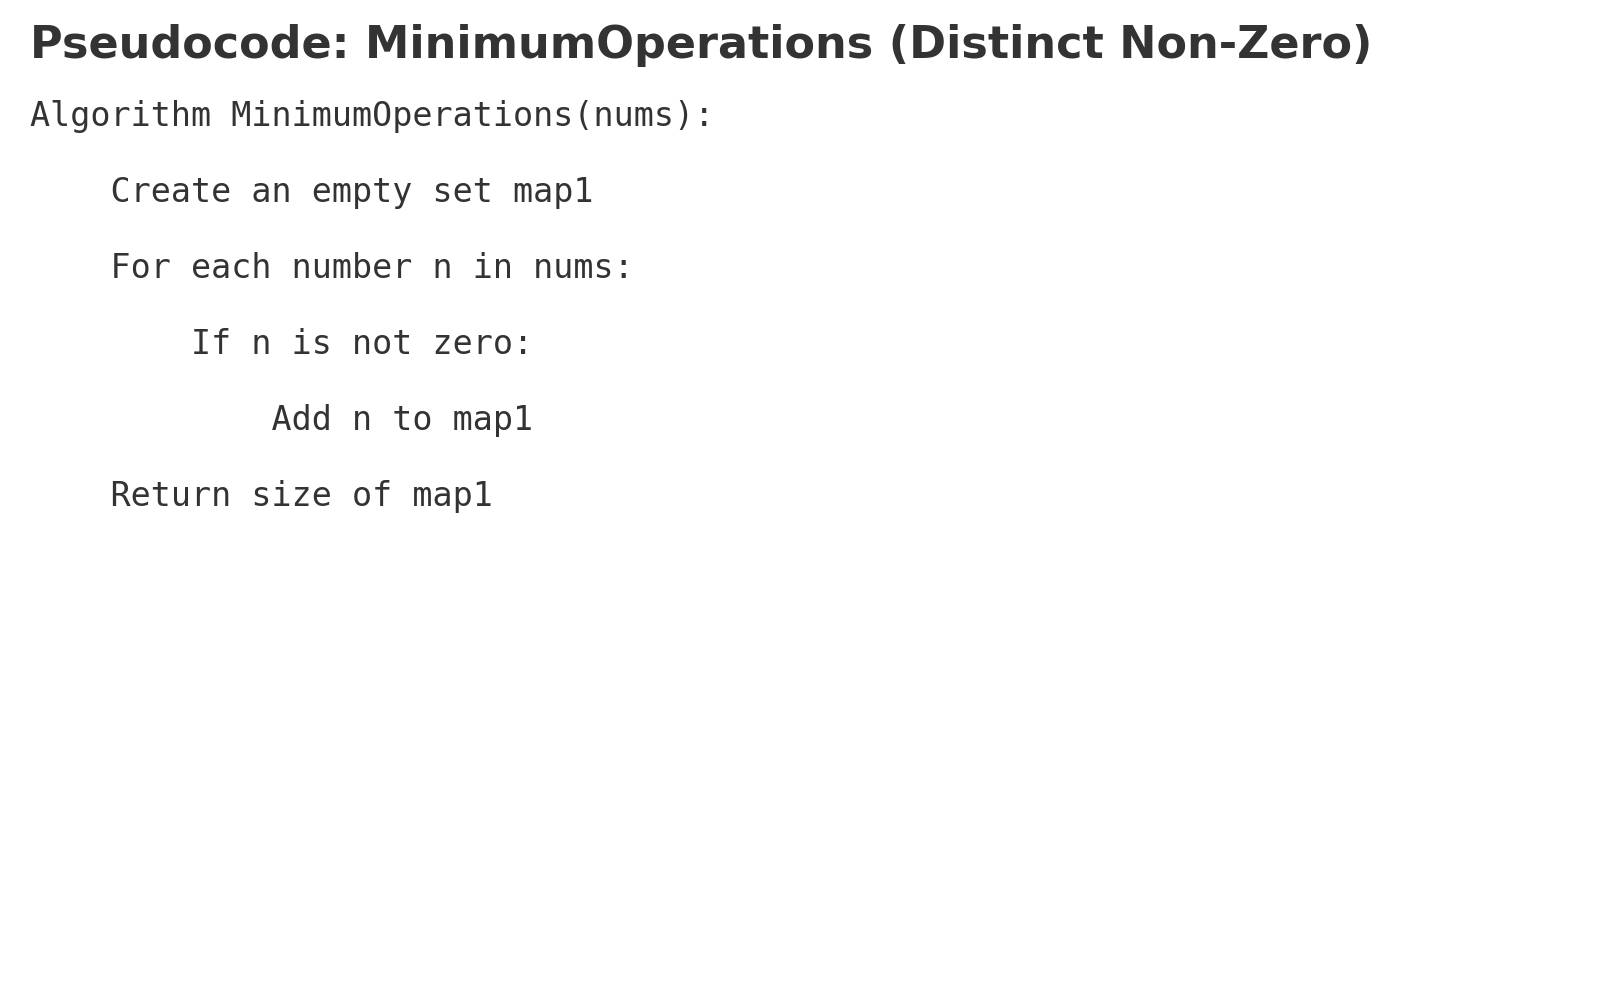 Pseudocode: MinimumOperations (Distinct Non-Zero)
Algorithm MinimumOperations(nums):
    Create an empty set map1
    For each number n in nums:
        If n is not zero:
            Add n to map1
    Return size of map1